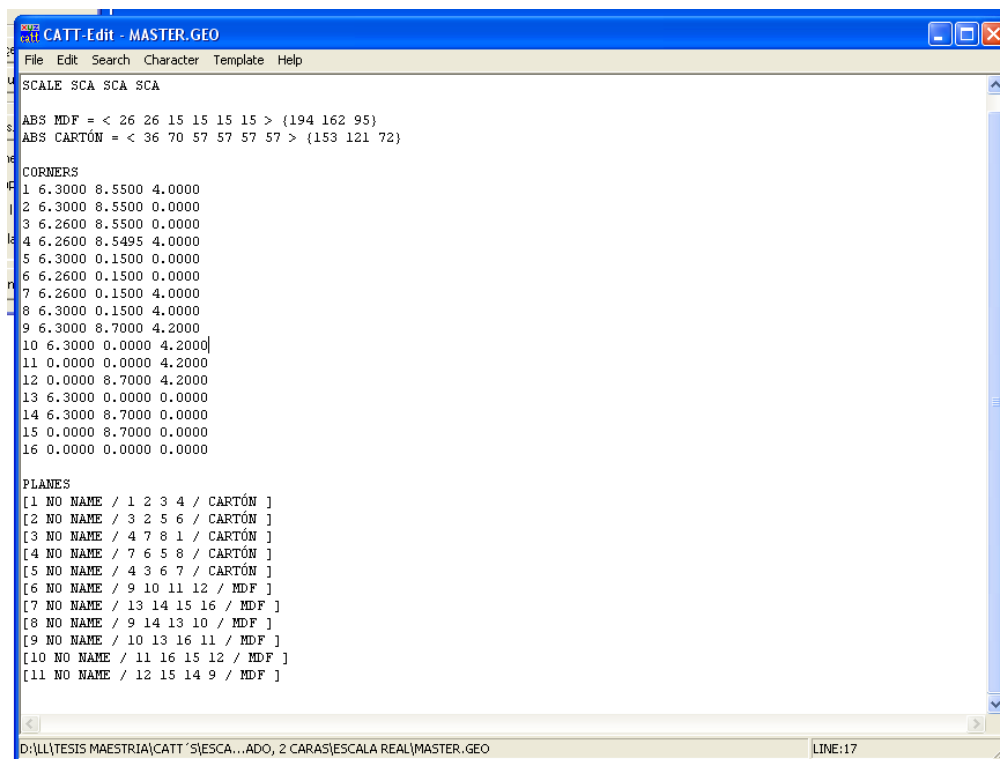 CATT-Edit - MASTER.GEO
File Edit Search Character Template Help
SCALE SCA SCA SCA
ABS MDF = < 26 26 15 15 15 15 > {194 162 95}
ABS CARTÓN = < 36 70 57 57 57 57 > {153 121 72}
CORNERS
1 6.3000 8.5500 4.0000
2 6.3000 8.5500 0.0000
3 6.2600 8.5500 0.0000
4 6.2600 8.5495 4.0000
5 6.3000 0.1500 0.0000
6 6.2600 0.1500 0.0000
7 6.2600 0.1500 4.0000
8 6.3000 0.1500 4.0000
9 6.3000 8.7000 4.2000
10 6.3000 0.0000 4.2000
11 0.0000 0.0000 4.2000
12 0.0000 8.7000 4.2000
13 6.3000 0.0000 0.0000
14 6.3000 8.7000 0.0000
15 0.0000 8.7000 0.0000
16 0.0000 0.0000 0.0000
PLANES
[1 NO NAME / 1 2 3 4 / CARTÓN ]
[2 NO NAME / 3 2 5 6 / CARTÓN ]
[3 NO NAME / 4 7 8 1 / CARTÓN ]
[4 NO NAME / 7 6 5 8 / CARTÓN ]
[5 NO NAME / 4 3 6 7 / CARTÓN ]
[6 NO NAME / 9 10 11 12 / MDF ]
[7 NO NAME / 13 14 15 16 / MDF ]
[8 NO NAME / 9 14 13 10 / MDF ]
[9 NO NAME / 10 13 16 11 / MDF ]
[10 NO NAME / 11 16 15 12 / MDF ]
[11 NO NAME / 12 15 14 9 / MDF ]
D:\LL\TESIS MAESTRIA\CATT´S\ESCA...ADO, 2 CARAS\ESCALA REAL\MASTER.GEO
LINE:17